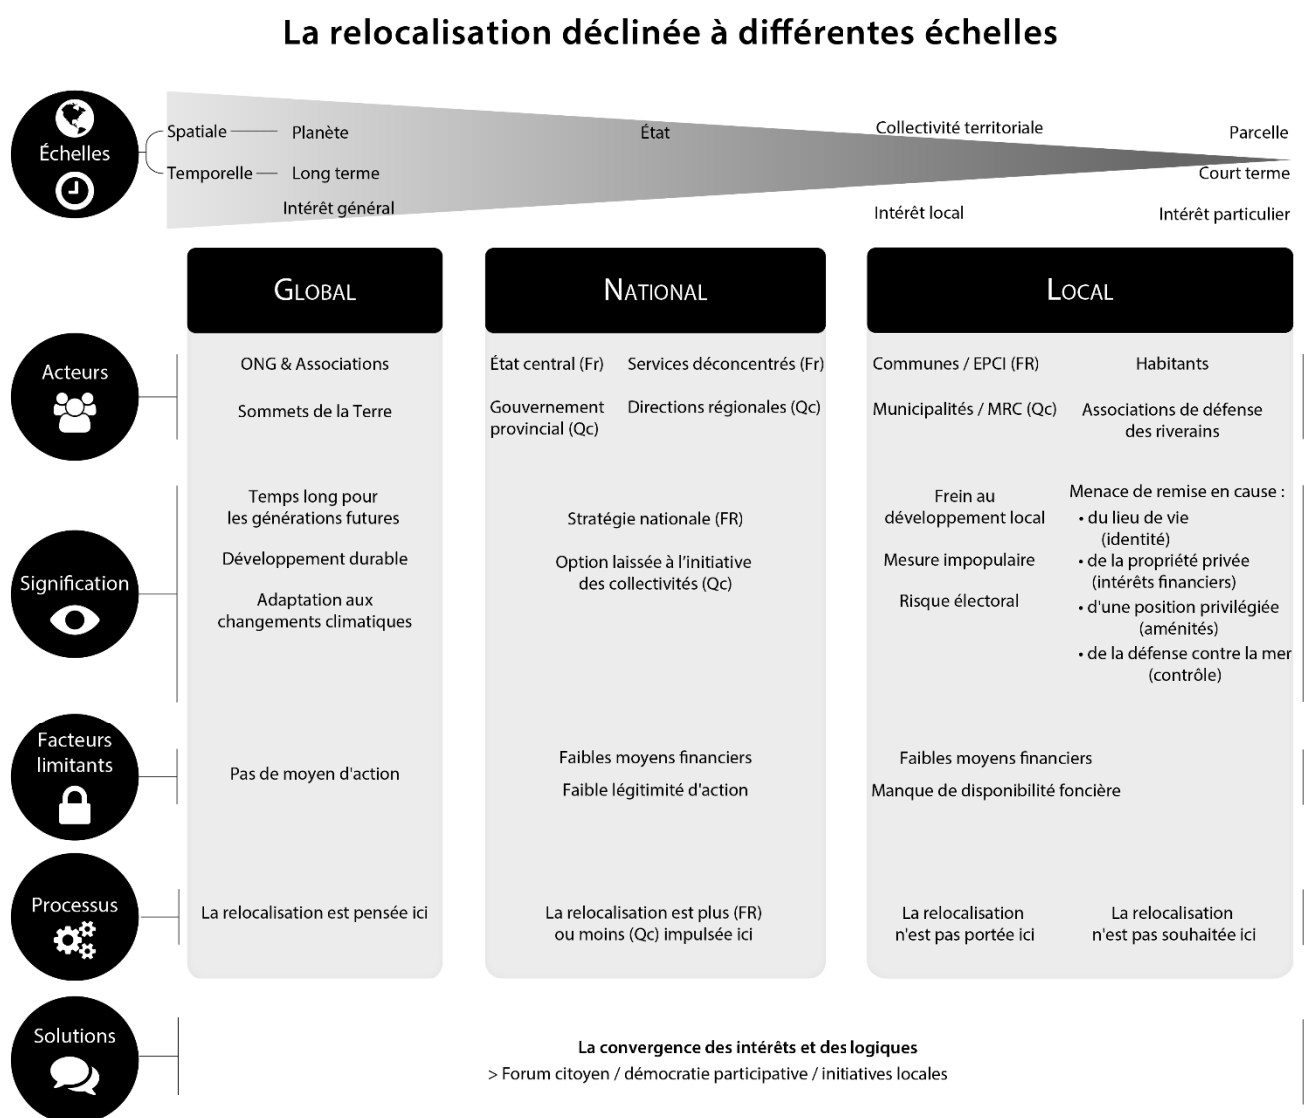 La relocalisation déclinée à différentes échelles
Échelles
Spatiale
Planète
État
Collectivité territoriale
Parcelle
Temporelle
Long terme
Court terme
Intérêt général
Intérêt local
Intérêt particulier
GLOBAL
NATIONAL
LOCAL
Acteurs
ONG & Associations
Sommets de la Terre
État central (Fr)
Gouvernement
provincial (Qc)
Services déconcentrés (Fr)
Directions régionales (Qc)
Communes / EPCI (FR)
Municipalités / MRC (Qc)
Habitants
Associations de défense
des riverains
Signification
Temps long pour
les générations futures
Développement durable
Adaptation aux
changements climatiques
Stratégie nationale (FR)
Option laissée à l'initiative
des collectivités (Qc)
Frein au
développement local
Mesure impopulaire
Risque électoral
Menace de remise en cause :
• du lieu de vie
(identité)
• de la propriété privée
(intérêts financiers)
• d'une position privilégiée
(aménités)
• de la défense contre la mer
(contrôle)
Facteurs
limitants
Pas de moyen d'action
Faibles moyens financiers
Faible légitimité d'action
Faibles moyens financiers
Manque de disponibilité foncière
Processus
La relocalisation est pensée ici
La relocalisation est plus (FR)
ou moins (Qc) impulsée ici
La relocalisation
n'est pas portée ici
La relocalisation
n'est pas souhaitée ici
Solutions
La convergence des intérêts et des logiques
> Forum citoyen / démocratie participative / initiatives locales